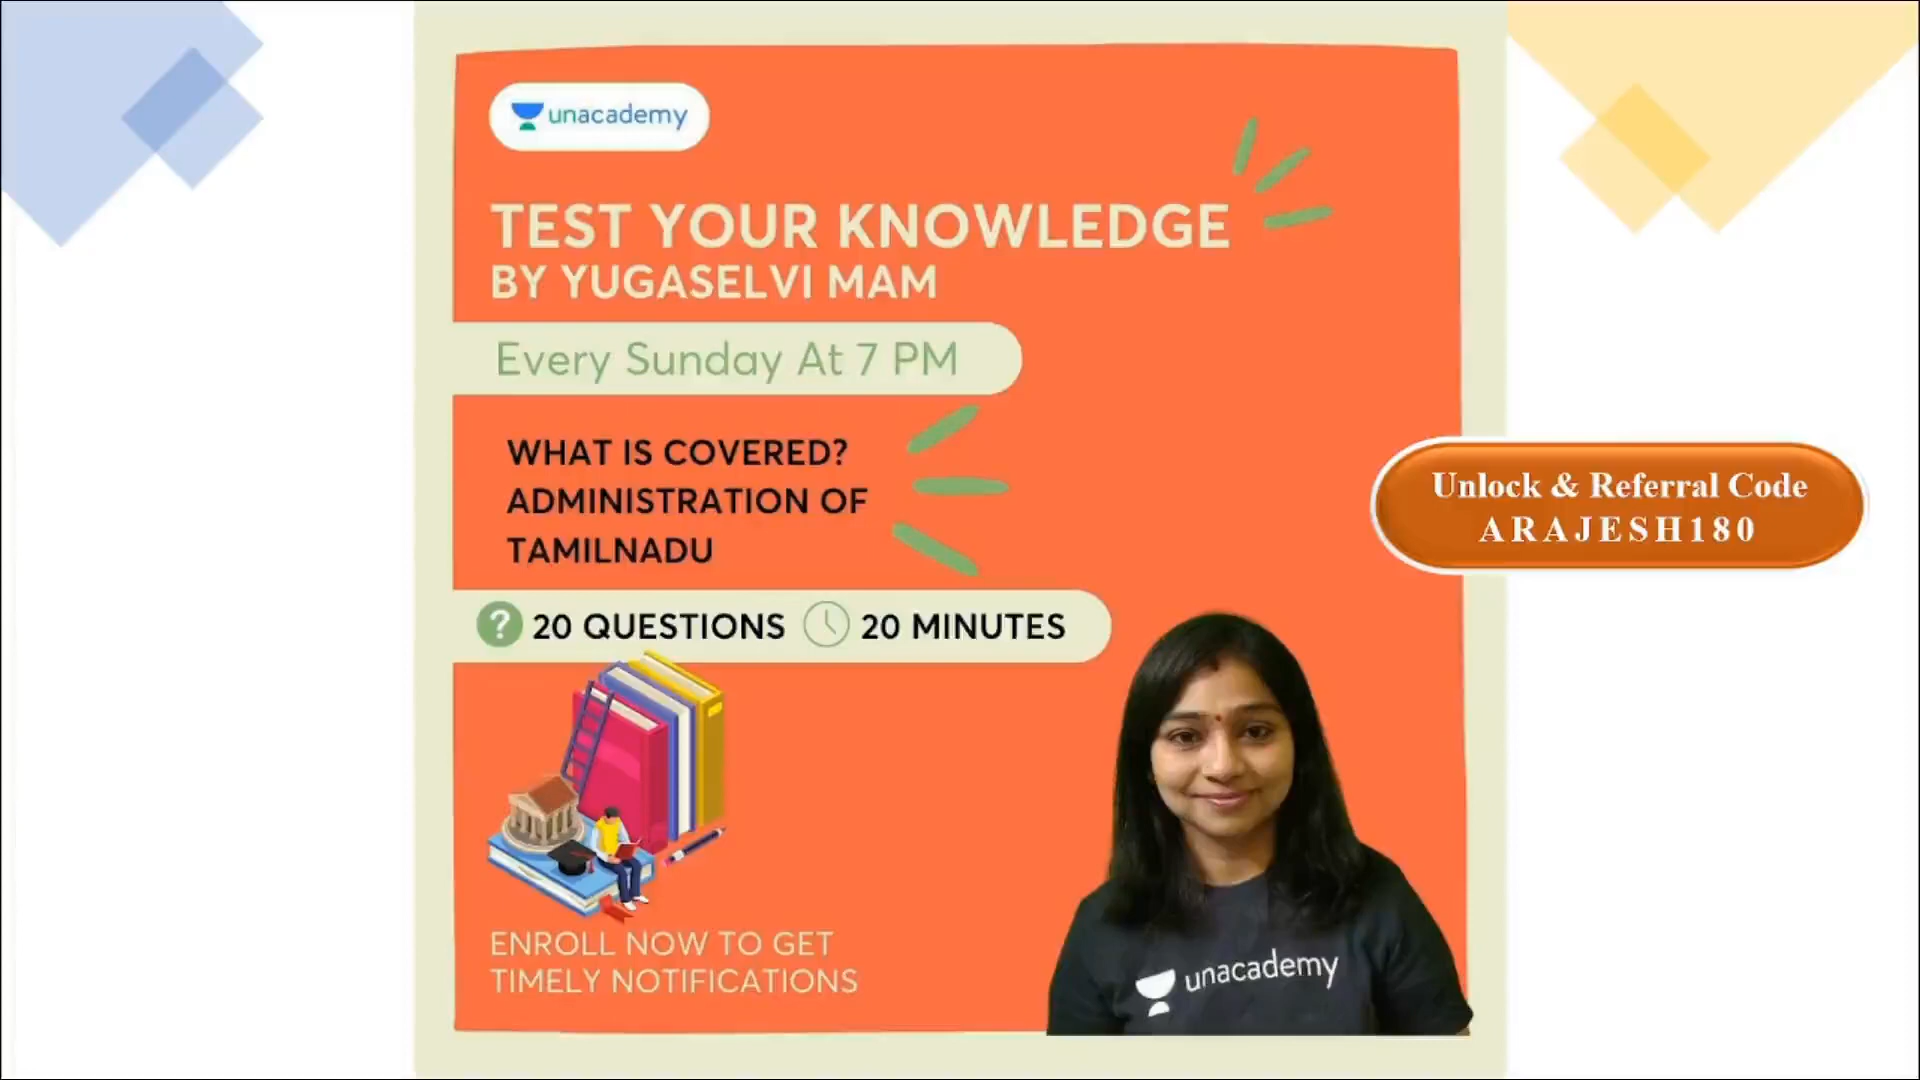 unacademy
TEST YOUR KNOWLEDGE
BY YUGASELVI MAM
Every Sunday At 7 PM
WHAT IS COVERED?
ADMINISTRATION OF
TAMILNADU
? 20 QUESTIONS 20 MINUTES
Unlock & Referral Code
ARAJESH180
ENROLL NOW TO GET
TIMELY NOTIFICATIONS
unacademy